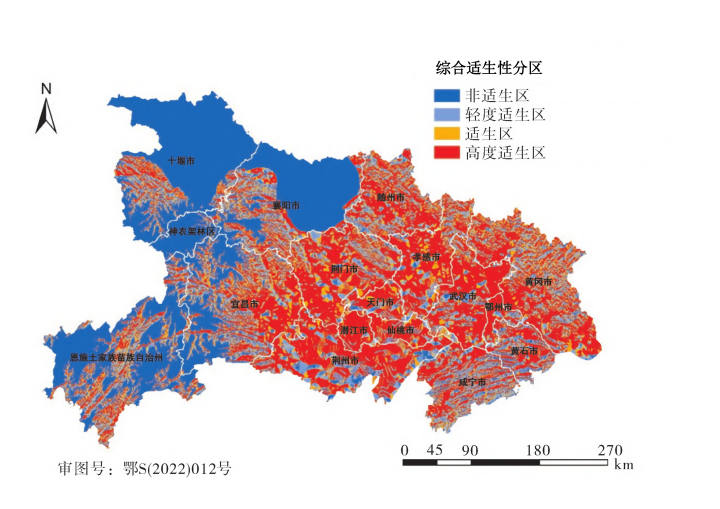 综合适生性分区
N
非适生区
轻度适生区
适生区
高度适生区
十堰市
襄阳市
随州市
神农架林区
孝感市
荆门市
黄冈市
宜昌市
天门市
武汉市
鄂州市
潜江市
仙桃市
恩施土家族苗族自治州
荆州市
黄石市
咸宁市
0 45 90 180 270
km
审图号：鄂S(2022)012号